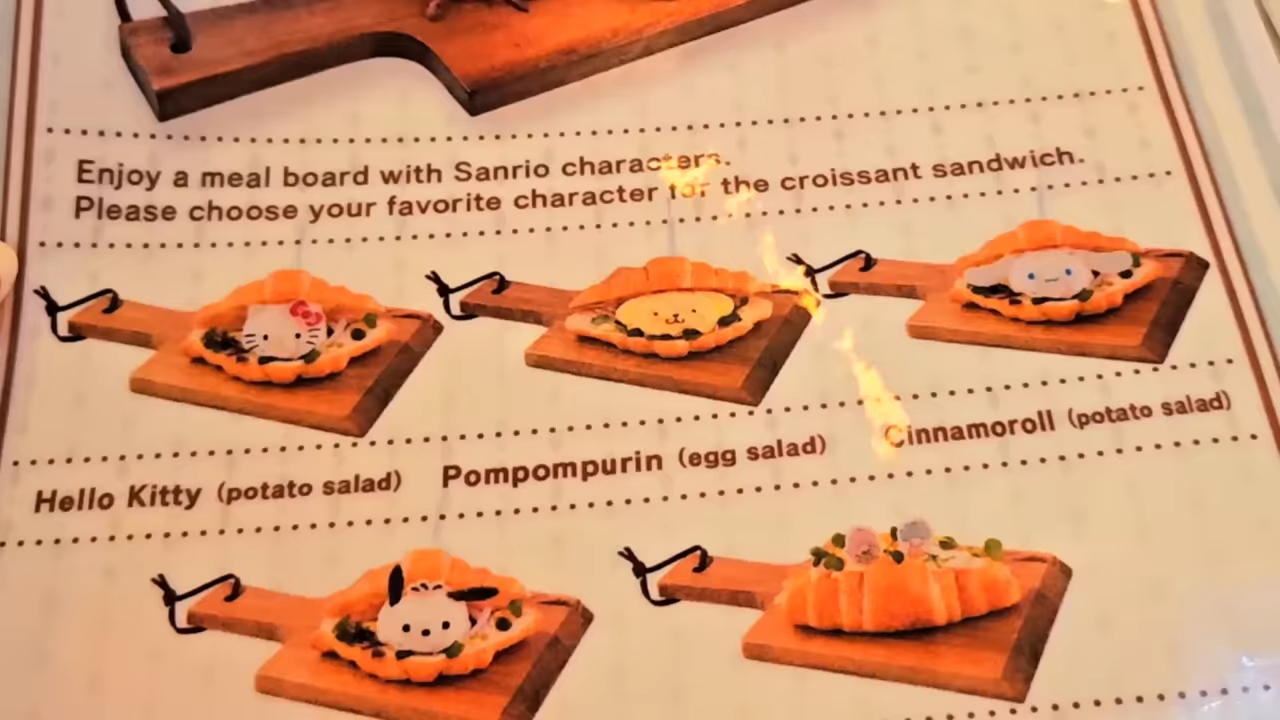 Enjoy a meal board with Sanrio characters.
Please choose your favorite character for the croissant sandwich.
Hello Kitty (potato salad)
Pompompurin (egg salad)
Cinnamoroll (potato salad)